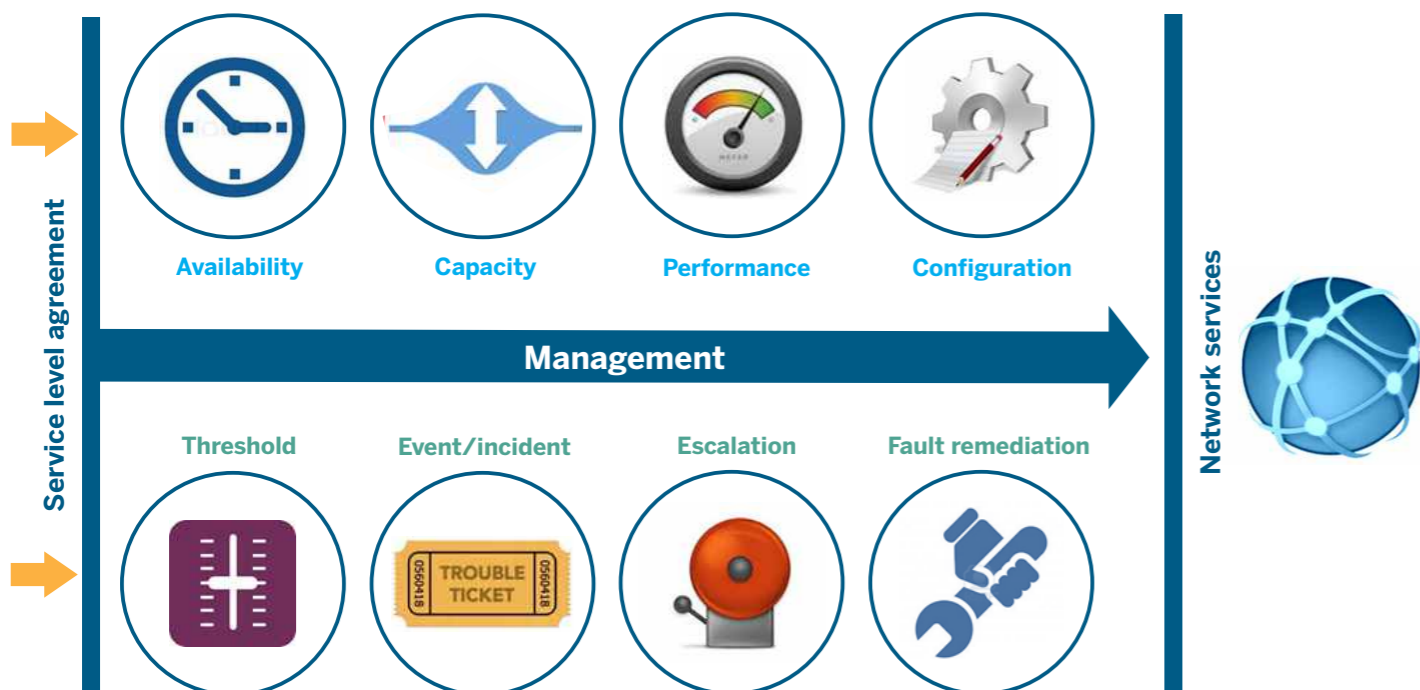 Service level agreement
Availability
Capacity
Performance
Configuration
Management
Threshold
Event/incident
Escalation
Fault remediation
0560418
TROUBLE
TICKET
0560418
Network services